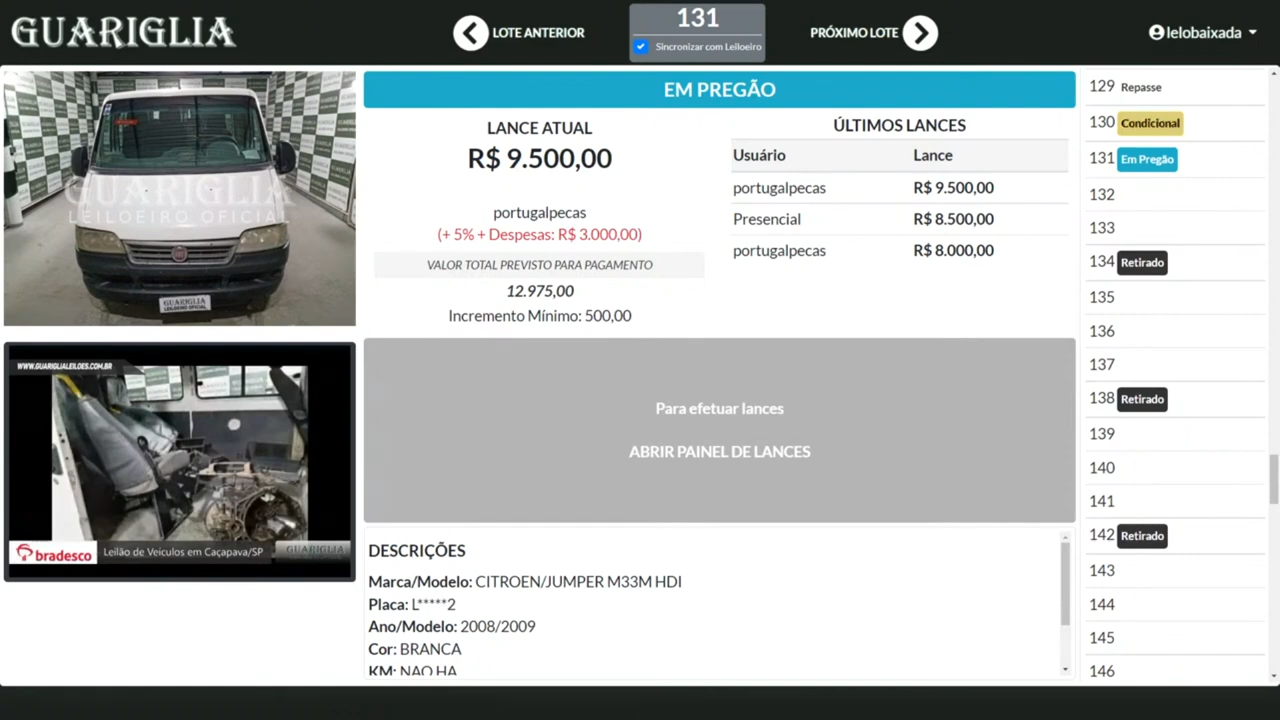 GUARIGLIA
LOTE ANTERIOR
131
Sincronizar com Leiloeiro
PRÓXIMO LOTE
lelobaixada
GUARIGLIA
LEILOEIRO OFICIAL
GUARIGLIA
LEILOEIRO OFICIAL
WWW.GUARIGLIALEILOES.COM.BR
bradesco
Leilão de Veiculos em Caçapava/SP
GUARIGLIA
EM PREGÃO
LANCE ATUAL
R$ 9.500,00
portugalpecas
(+ 5% + Despesas: R$ 3.000,00)
VALOR TOTAL PREVISTO PARA PAGAMENTO
12.975,00
Incremento Mínimo: 500,00
ÚLTIMOS LANCES
Usuário Lance
portugalpecas R$ 9.500,00
Presencial R$ 8.500,00
portugalpecas R$ 8.000,00
Para efetuar lances
ABRIR PAINEL DE LANCES
DESCRIÇÕES
Marca/Modelo: CITROEN/JUMPER M33M HDI
Placa: L*****2
Ano/Modelo: 2008/2009
Cor: BRANCA
KM: NAO HA
129 Repasse
130 Condicional
131 Em Pregão
132
133
134 Retirado
135
136
137
138 Retirado
139
140
141
142 Retirado
143
144
145
146